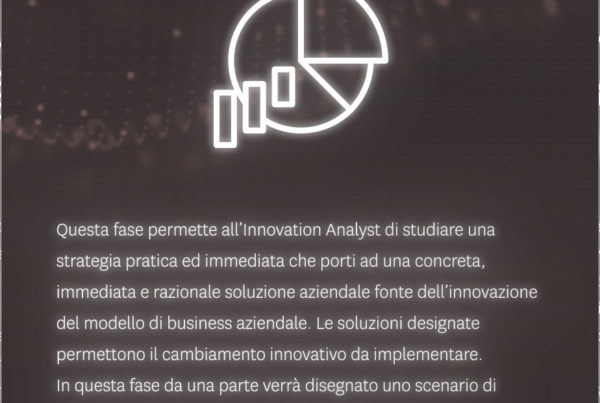 Questa fase permette all’Innovation Analyst di studiare una
strategia pratica ed immediata che porti ad una concreta,
immediata e razionale soluzione aziendale fonte dell’innovazione
del modello di business aziendale. Le soluzioni designate
permettono il cambiamento innovativo da implementare.
In questa fase da una parte verrà disegnato uno scenario di